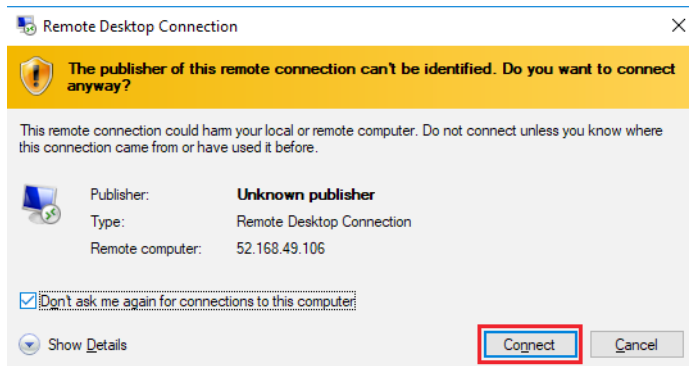 Remote Desktop Connection
The publisher of this remote connection can't be identified. Do you want to connect
anyway?
This remote connection could harm your local or remote computer. Do not connect unless you know where
this connection came from or have used it before.
Publisher: Unknown publisher
Type: Remote Desktop Connection
Remote computer: 52.168.49.106
Don't ask me again for connections to this computer
Show Details Connect Cancel